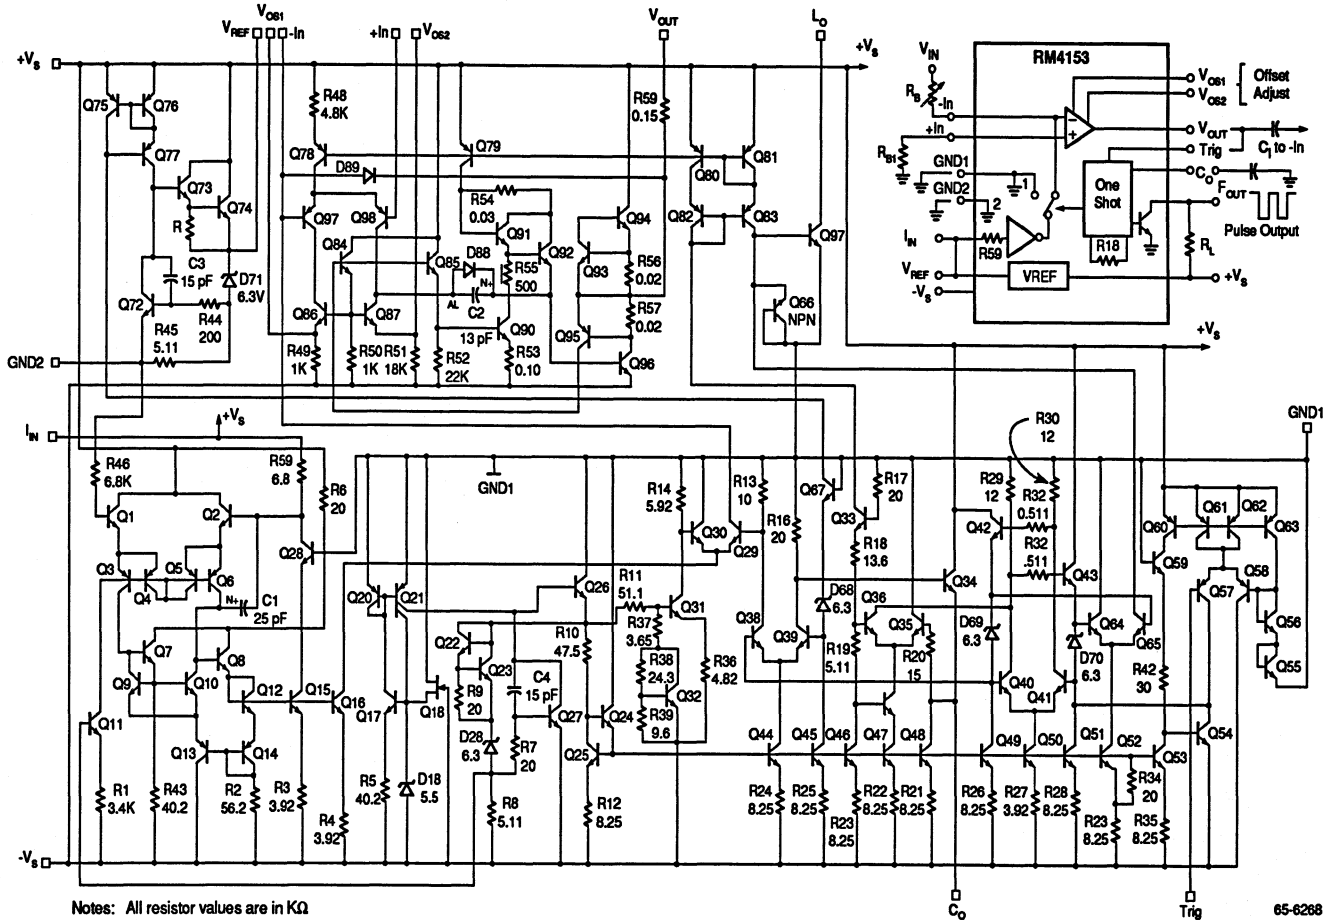 VREF VOS1 -In +In VOS2 VOUT LO
+VS
Q75 Q76 Q77 Q73 Q74 R
C3 15 pF
D71 6.3V
Q72
R45 5.11
R44 200
GND2
R48 4.8K
Q78 Q79 Q80 Q81
D89
R59 0.15
R54 0.03
Q97 Q98 Q84 Q85
Q91 Q92
D88
R55 500
AL N+
C2 13 pF
Q94 Q93
R56 0.02
R57 0.02
Q95 Q96
Q82 Q83
Q97
Q66 NPN
Q86 Q87 Q90
R49 1K
R50 1K
R51 18K
R52 22K
R53 0.10
RM4153
VIN
RB
-In
+In
RB1
GND1
GND2
1
2
IIN
R59
VREF
VREF
-VS
One Shot
R18
VOS1
VOS2
Offset Adjust
VOUT
Trig
C1 to -In
CO
FOUT
Pulse Output
RL
+VS
+VS
IIN
+VS
GND1
R46 6.8K
R59 6.8
R6 20
GND1
Q1 Q2
Q3 Q4 Q5 Q6
Q28
N+
C1 25 pF
Q7 Q8 Q9 Q10 Q11
Q12 Q13 Q14 Q15 Q16
R1 3.4K
R43 40.2
R2 56.2
R3 3.92
R4 3.92
Q20 Q21
Q17 Q18
R5 40.2
D18 5.5
Q22 Q23
R9 20
D28 6.3
R8 5.11
C4 15 pF
R7 20
Q27
Q26
R10 47.5
R11 51.1
Q24 Q25
R12 8.25
R14 5.92
Q30 Q29
R13 10
Q31
R37 3.65
R38 24.3
R39 9.6
Q32
R36 4.82
R16 20
Q67
Q33
R17 20
R18 13.6
D68 6.3
Q38 Q39
Q36 Q35
R19 5.11
R20 15
Q34
Q44 Q45 Q46 Q47 Q48
R24 8.25
R25 8.25
R23 8.25
R22 8.25
R21 8.25
R30 12
R29 12
R32 0.511
R32 .511
Q42 Q43
D69 6.3
Q40 Q41
D70 6.3
Q64 Q65
Q49 Q50 Q51 Q52 Q53 Q54
R26 8.25
R27 3.92
R28 8.25
R23 8.25
R34 20
R35 8.25
R42 30
Q60 Q61 Q62 Q63
Q59 Q57 Q58
Q56 Q55
-VS
CO
Trig
Notes: All resistor values are in KΩ
65-6268